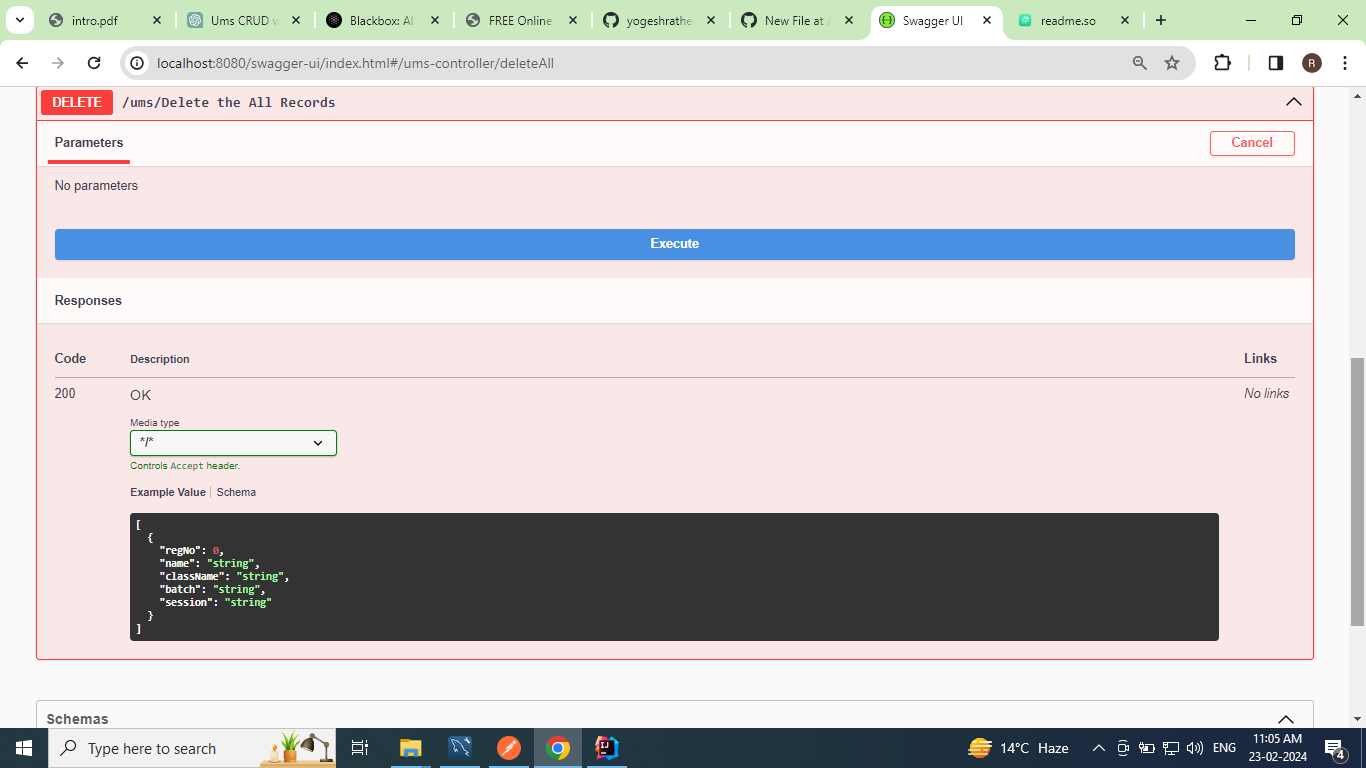 intro.pdf
Ums CRUD w
Blackbox: AI
FREE Online
yogeshrathe
New File at /
Swagger UI
readme.so
localhost:8080/swagger-ui/index.html#/ums-controller/deleteAll
R
DELETE /ums/Delete the All Records
Parameters
Cancel
No parameters
Execute
Responses
Code Description Links
200 OK No links
Media type
*/*
Controls Accept header.
Example Value | Schema
[
{
"regNo": 0,
"name": "string",
"className": "string",
"batch": "string",
"session": "string"
}
]
Schemas
Type here to search
14°C Haze
ENG
11:05 AM
23-02-2024
4